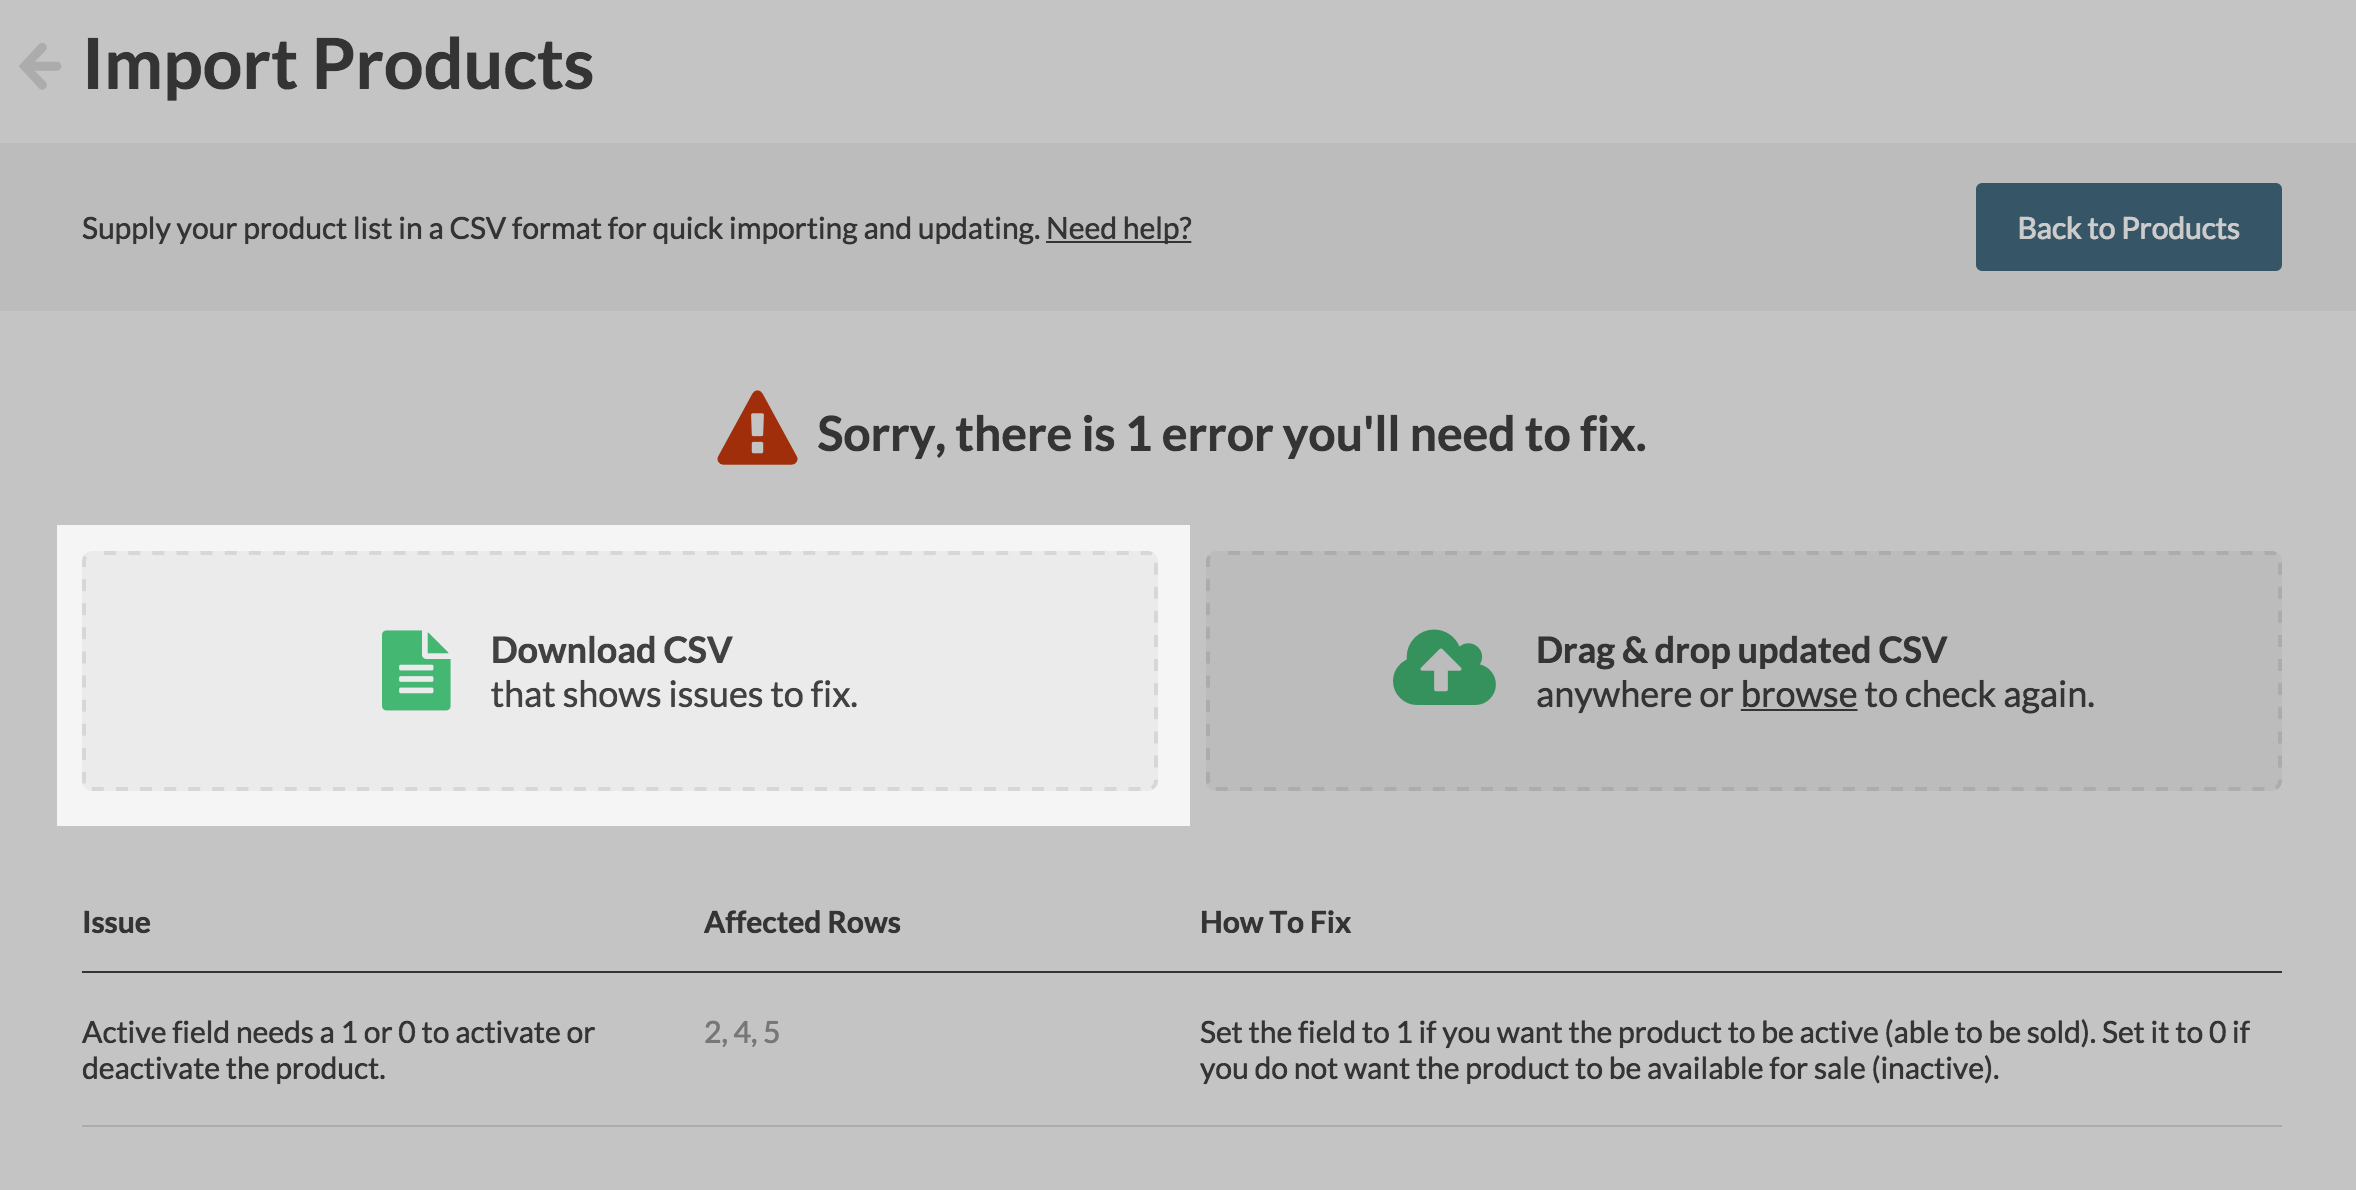 Import Products
Supply your product list in a CSV format for quick importing and updating. Need help?
Back to Products
Sorry, there is 1 error you'll need to fix.
Download CSV
that shows issues to fix.
Drag & drop updated CSV
anywhere or browse to check again.
Issue
Affected Rows
How To Fix
Active field needs a 1 or 0 to activate or
deactivate the product.
2, 4, 5
Set the field to 1 if you want the product to be active (able to be sold). Set it to 0 if
you do not want the product to be available for sale (inactive).